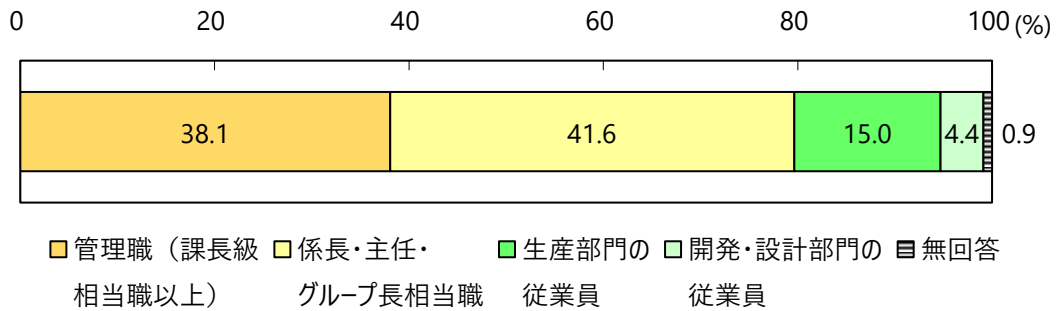 0 20 40 60 80 100 (%)
38.1 41.6 15.0 4.4 0.9
管理職（課長級 係長・主任・ 生産部門の 開発・設計部門の 無回答
相当職以上） グループ長相当職 従業員 従業員